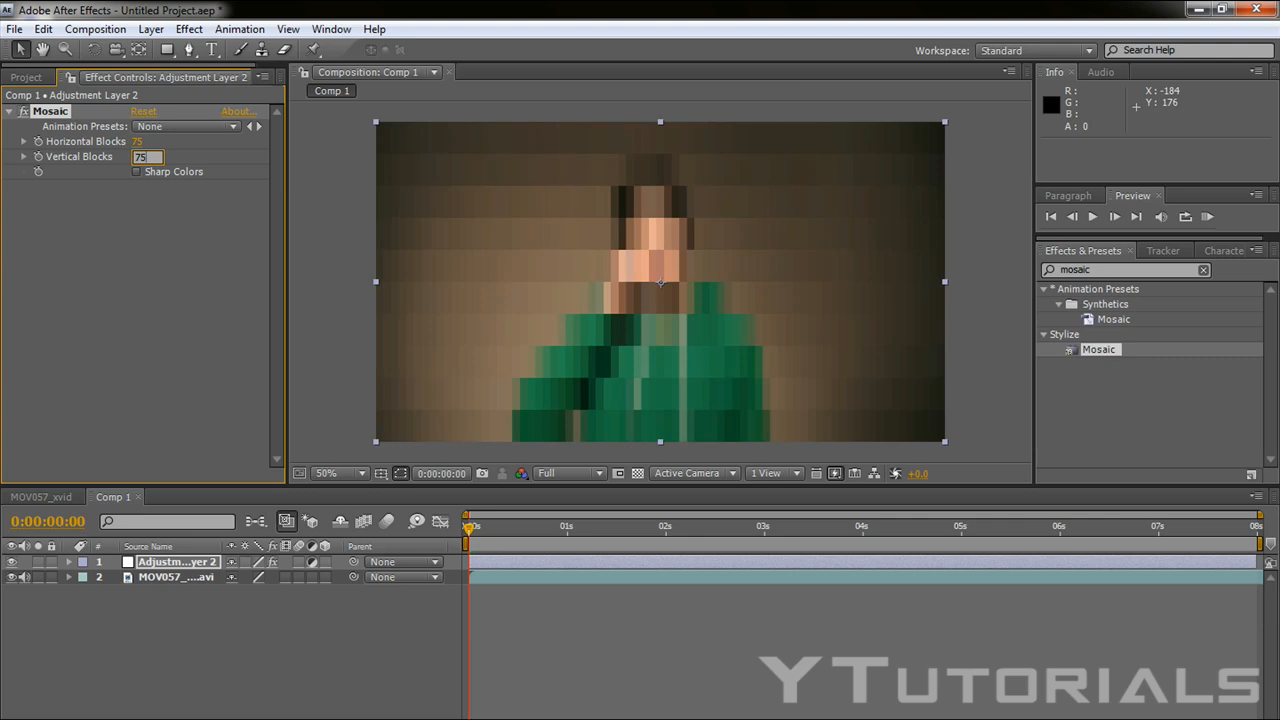 Adobe After Effects - Untitled Project.aep *
File Edit Composition Layer Effect Animation View Window Help
Workspace: Standard Search Help
Project Effect Controls: Adjustment Layer 2
Comp 1 • Adjustment Layer 2
Mosaic Reset About...
Animation Presets: None
Horizontal Blocks 75
Vertical Blocks 75
Sharp Colors
Composition: Comp 1
Comp 1
50% 0:00:00:00 Full Active Camera 1 View +0.0
Info Audio
R: X: -184
G: Y: 176
B:
A: 0
Paragraph Preview
Effects & Presets Tracker Characte
mosaic
* Animation Presets
Synthetics
Mosaic
Stylize
Mosaic
MOV057_xvid Comp 1
0:00:00:00
01s 02s 03s 04s 05s 06s 07s 08s
# Source Name Parent
1 Adjustm...yer 2 None
2 MOV057_....avi None
YTUTORIALS